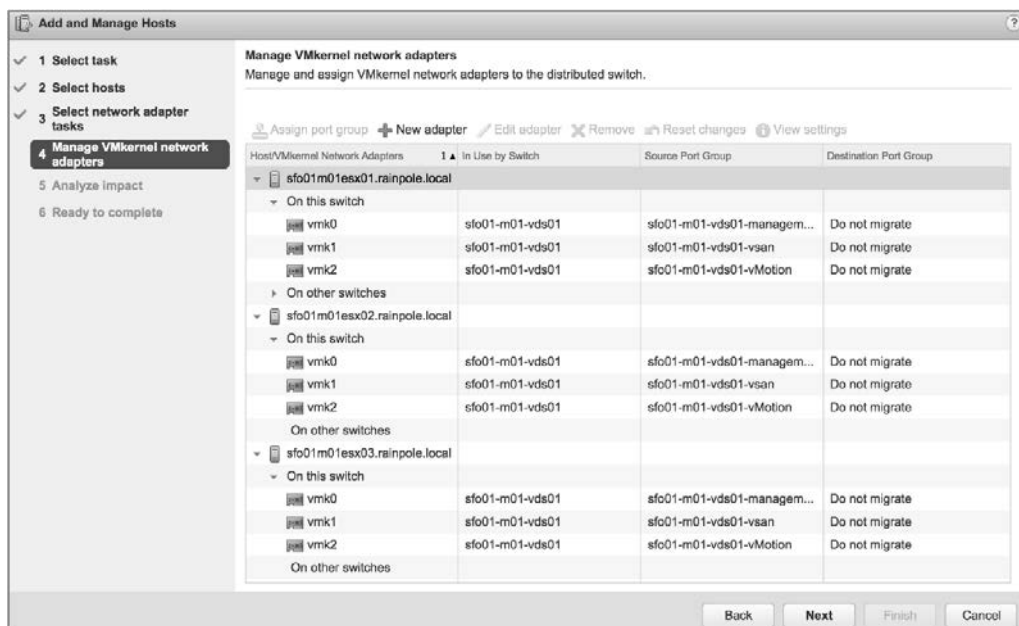 Add and Manage Hosts
?
1 Select task
2 Select hosts
3 Select network adapter
tasks
4 Manage VMkernel network
adapters
5 Analyze impact
6 Ready to complete
Manage VMkernel network adapters
Manage and assign VMkernel network adapters to the distributed switch.
Assign port group New adapter Edit adapter Remove Reset changes View settings
Host/VMkernel Network Adapters 1 ▲ In Use by Switch Source Port Group Destination Port Group
sfo01m01esx01.rainpole.local
On this switch
vmk0 sfo01-m01-vds01 sfo01-m01-vds01-managem... Do not migrate
vmk1 sfo01-m01-vds01 sfo01-m01-vds01-vsan Do not migrate
vmk2 sfo01-m01-vds01 sfo01-m01-vds01-vMotion Do not migrate
On other switches
sfo01m01esx02.rainpole.local
On this switch
vmk0 sfo01-m01-vds01 sfo01-m01-vds01-managem... Do not migrate
vmk1 sfo01-m01-vds01 sfo01-m01-vds01-vsan Do not migrate
vmk2 sfo01-m01-vds01 sfo01-m01-vds01-vMotion Do not migrate
On other switches
sfo01m01esx03.rainpole.local
On this switch
vmk0 sfo01-m01-vds01 sfo01-m01-vds01-managem... Do not migrate
vmk1 sfo01-m01-vds01 sfo01-m01-vds01-vsan Do not migrate
vmk2 sfo01-m01-vds01 sfo01-m01-vds01-vMotion Do not migrate
On other switches
Back Next Finish Cancel